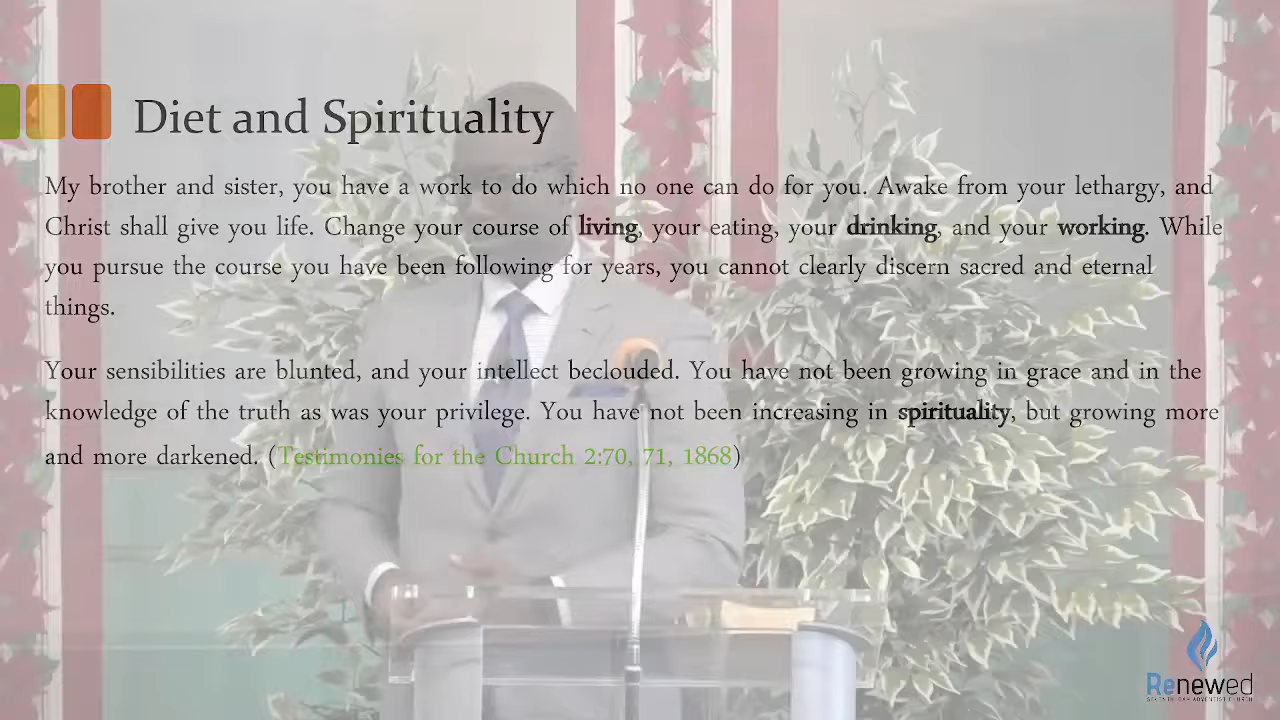 Diet and Spirituality
My brother and sister, you have a work to do which no one can do for you. Awake from your lethargy, and
Christ shall give you life. Change your course of living, your eating, your drinking, and your working. While
you pursue the course you have been following for years, you cannot clearly discern sacred and eternal
things.
Your sensibilities are blunted, and your intellect beclouded. You have not been growing in grace and in the
knowledge of the truth as was your privilege. You have not been increasing in spirituality, but growing more
and more darkened. (Testimonies for the Church 2:70, 71, 1868)
Renewed
SEVENTH-DAY ADVENTIST CHURCH